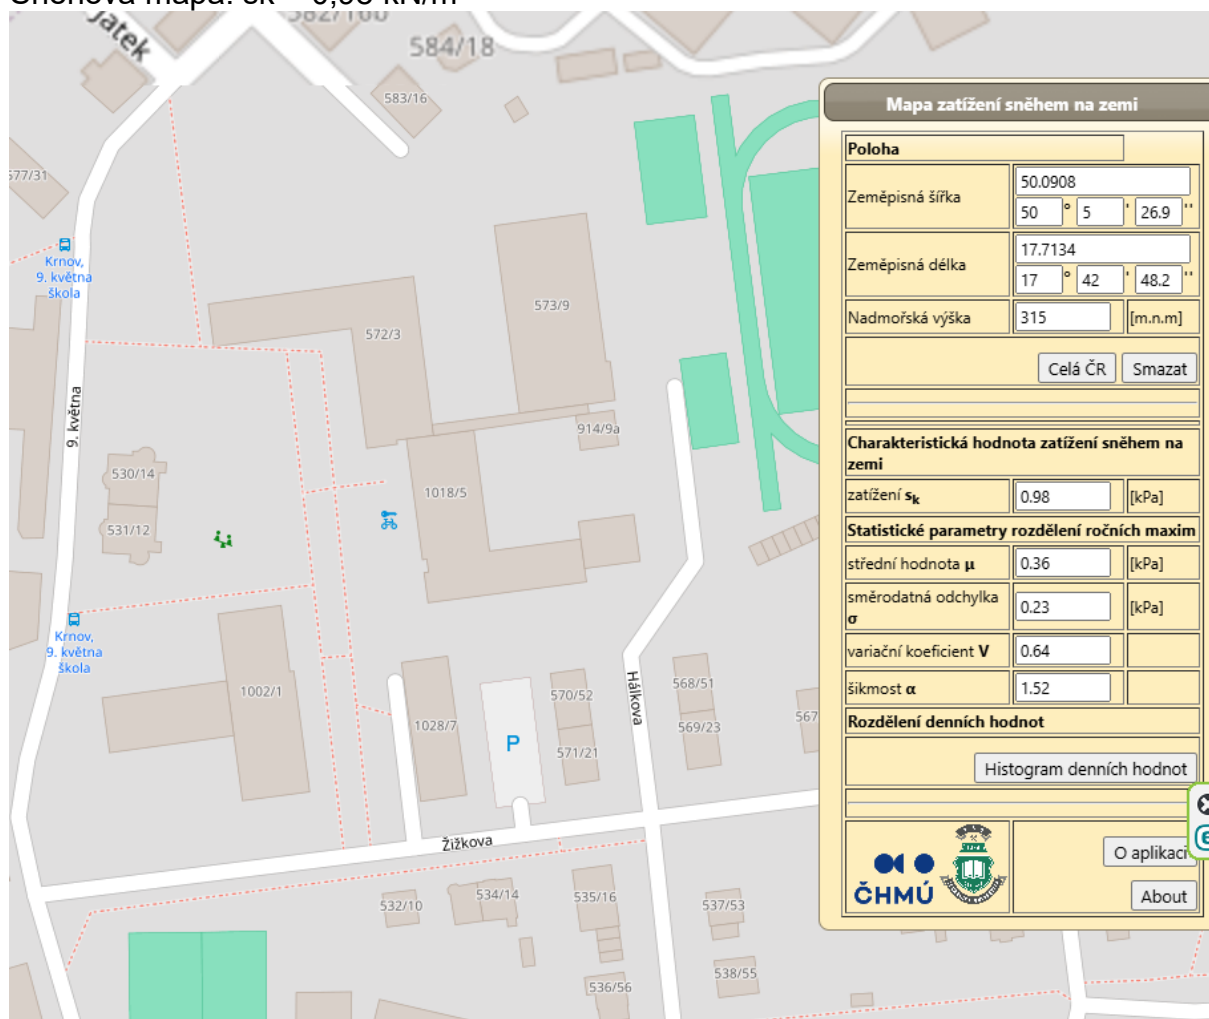 582/16b
jatek
584/18
583/16
577/31
Krnov,
9. května
škola
573/9
572/3
9. května
914/9a
530/14
1018/5
531/12
Krnov,
9. května
škola
1002/1
570/52
568/51
Hálkova
1028/7
P
569/23
567
571/21
Žižkova
532/10
534/14
535/16
537/53
538/55
536/56
Mapa zatížení sněhem na zemi
Poloha
Zeměpisná šířka
50.0908
50 ° 5 ' 26.9 ''
Zeměpisná délka
17.7134
17 ° 42 ' 48.2 ''
Nadmořská výška 315 [m.n.m]
Celá ČR Smazat
Charakteristická hodnota zatížení sněhem na
zemi
zatížení sk 0.98 [kPa]
Statistické parametry rozdělení ročních maxim
střední hodnota μ 0.36 [kPa]
směrodatná odchylka
σ 0.23 [kPa]
variační koeficient V 0.64
šikmost α 1.52
Rozdělení denních hodnot
Histogram denních hodnot
O aplikaci
ČHMÚ
About